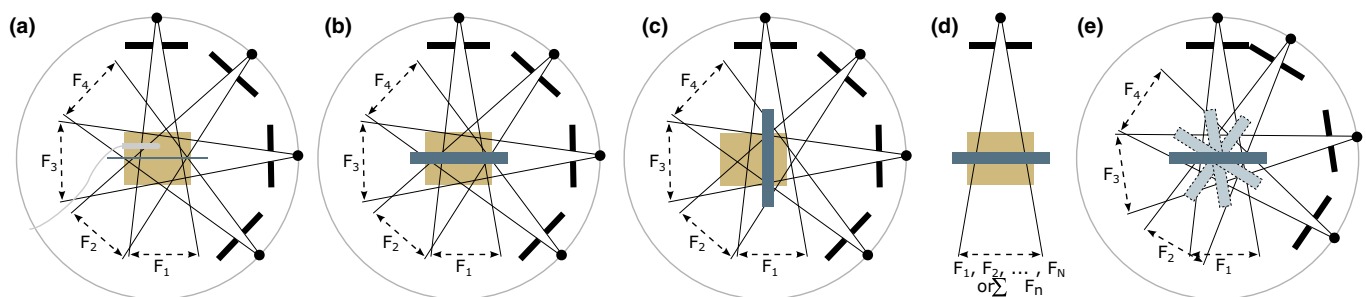 (a)
F4
F3
F2
F1
(b)
F4
F3
F2
F1
(c)
F4
F3
F2
F1
(d)
F1, F2, ... , FN
or∑ Fn
(e)
F4
F3
F2
F1